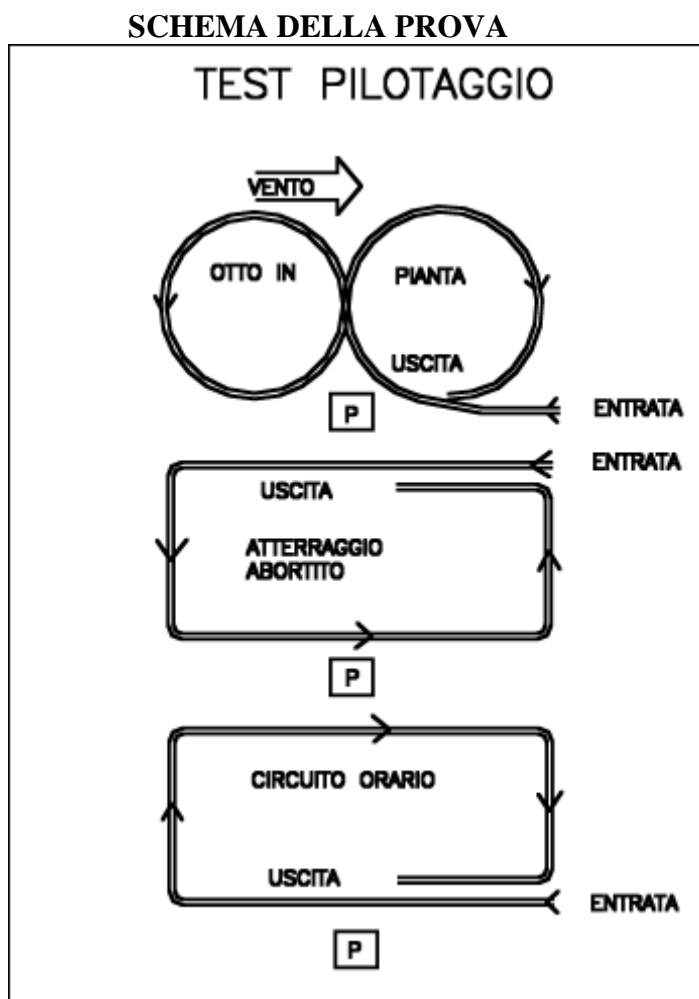 SCHEMA DELLA PROVA
TEST PILOTAGGIO
VENTO
OTTO IN PIANTA
USCITA
P
ENTRATA
ENTRATA
USCITA
ATTERRAGGIO
ABORTITO
P
CIRCUITO ORARIO
USCITA
ENTRATA
P